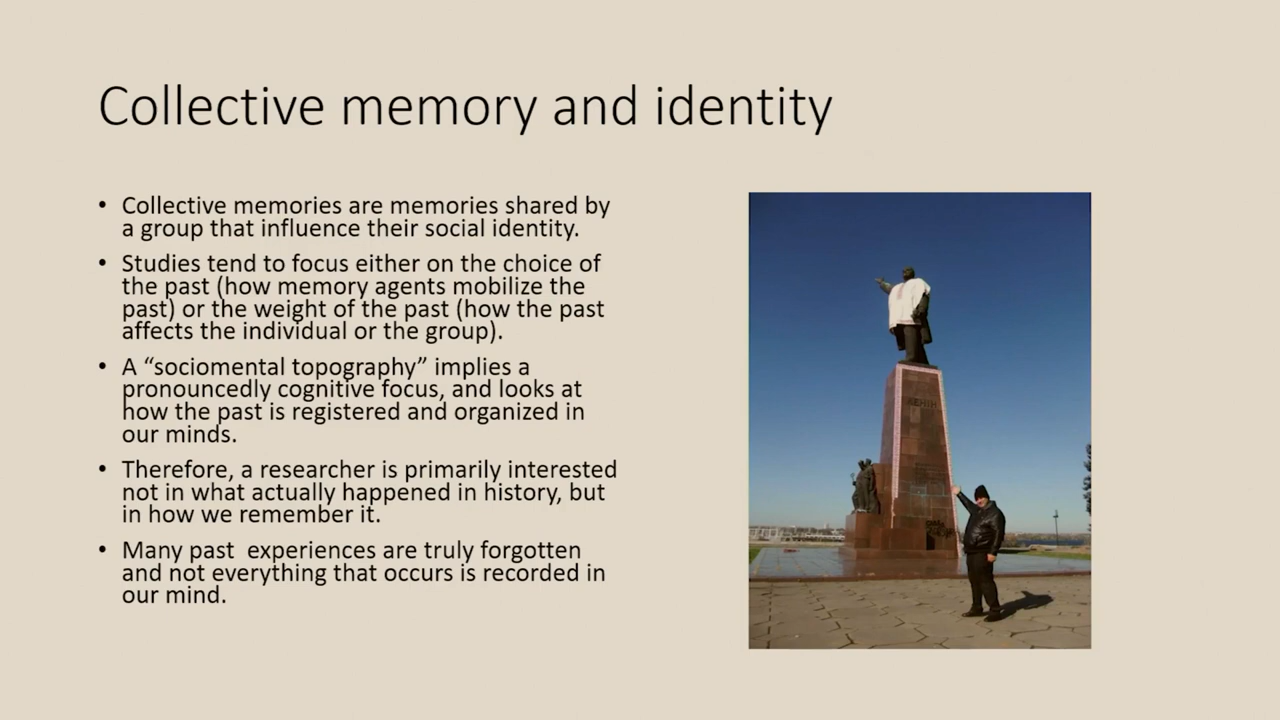 Collective memory and identity
• Collective memories are memories shared by
a group that influence their social identity.
• Studies tend to focus either on the choice of
the past (how memory agents mobilize the
past) or the weight of the past (how the past
affects the individual or the group).
• A “sociomental topography” implies a
pronouncedly cognitive focus, and looks at
how the past is registered and organized in
our minds.
• Therefore, a researcher is primarily interested
not in what actually happened in history, but
in how we remember it.
• Many past  experiences are truly forgotten
and not everything that occurs is recorded in
our mind.
ЛЕНІН